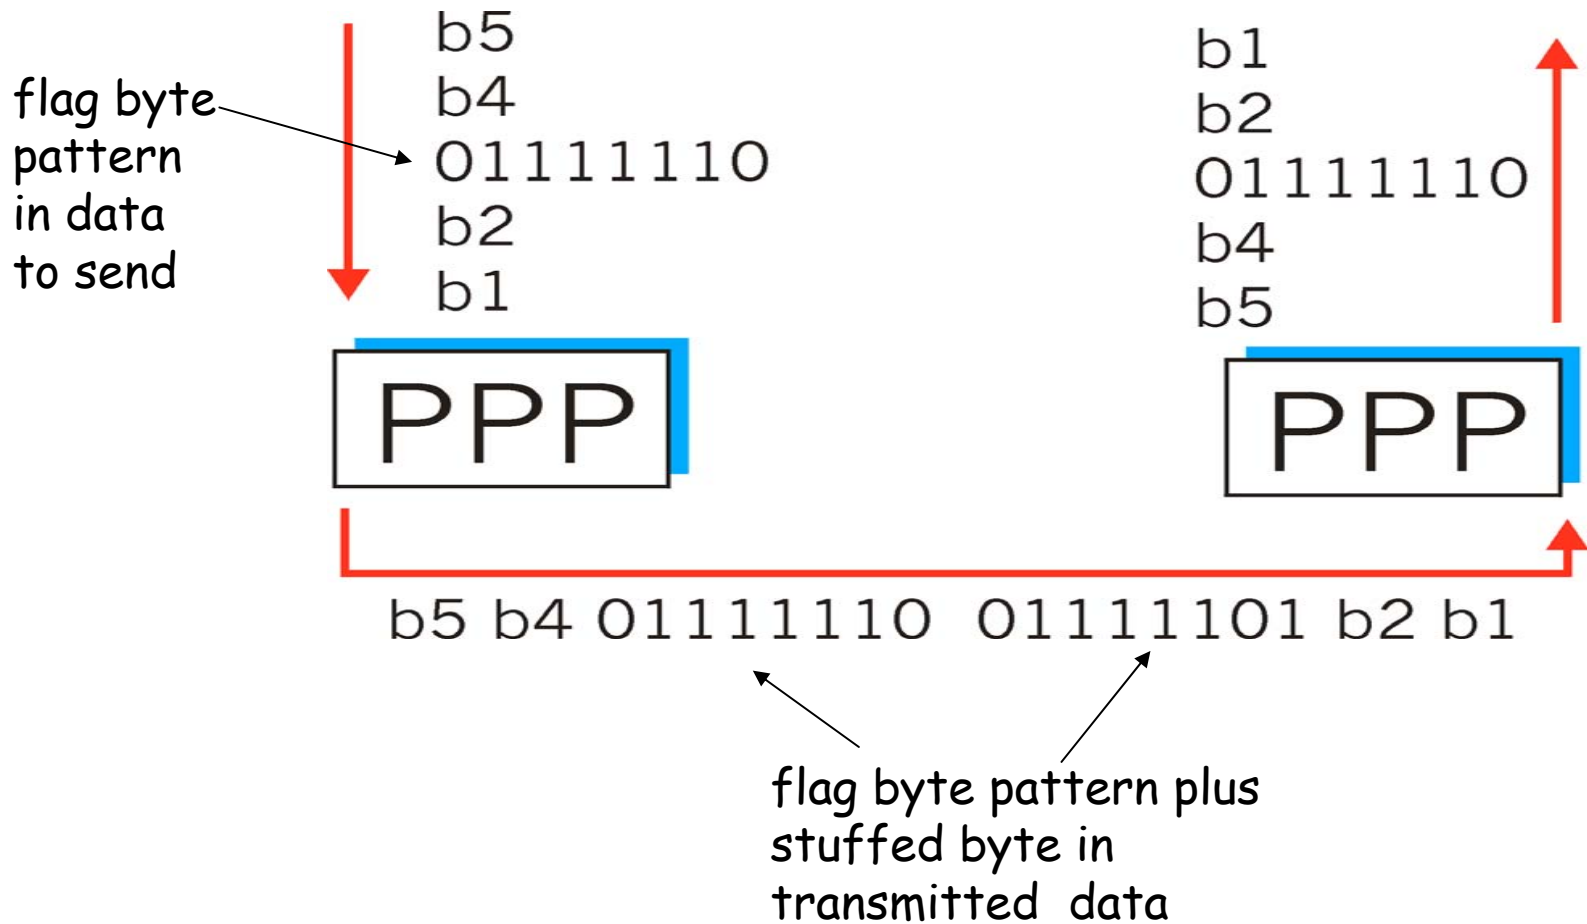 flag byte
pattern
in data
to send
b5
b4
01111110
b2
b1
PPP
b1
b2
01111110
b4
b5
PPP
b5 b4 01111110 01111101 b2 b1
flag byte pattern plus
stuffed byte in
transmitted data